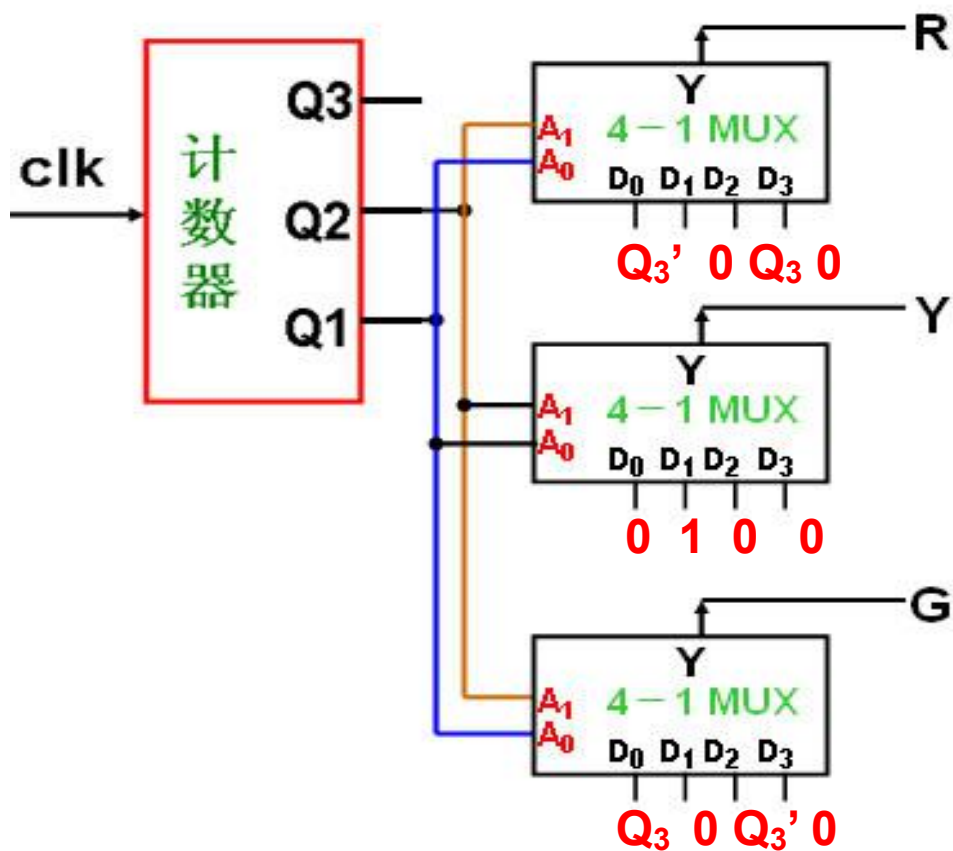 clk
计数器
Q3
Q2
Q1
R
Y
4－1 MUX
A₁
A₀
D₀ D₁ D₂ D₃
Q₃’ 0 Q₃ 0
Y
Y
4－1 MUX
A₁
A₀
D₀ D₁ D₂ D₃
0 1 0 0
G
Y
4－1 MUX
A₁
A₀
D₀ D₁ D₂ D₃
Q₃ 0 Q₃’ 0